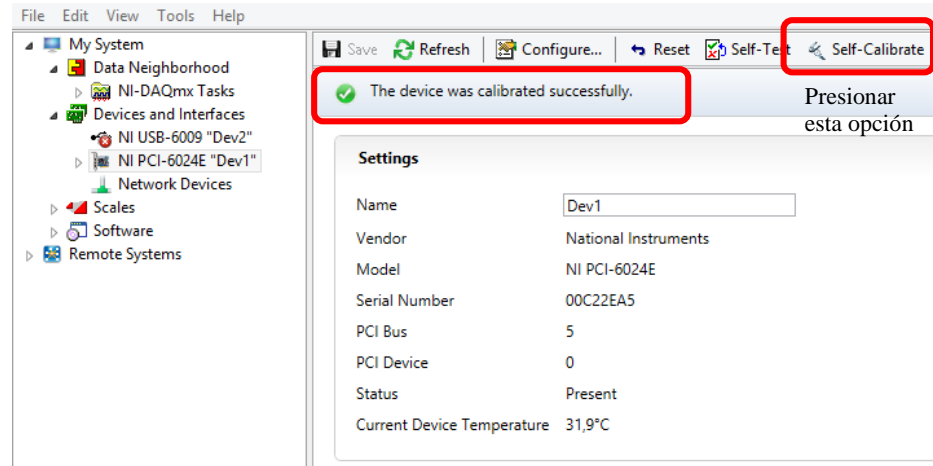 File Edit View Tools Help
My System
Data Neighborhood
NI-DAQmx Tasks
Devices and Interfaces
NI USB-6009 "Dev2"
NI PCI-6024E "Dev1"
Network Devices
Scales
Software
Remote Systems
Save Refresh Configure... Reset Self-Test Self-Calibrate
The device was calibrated successfully.
Presionar
esta opción
Settings
Name Dev1
Vendor National Instruments
Model NI PCI-6024E
Serial Number 00C22EA5
PCI Bus 5
PCI Device 0
Status Present
Current Device Temperature 31,9°C